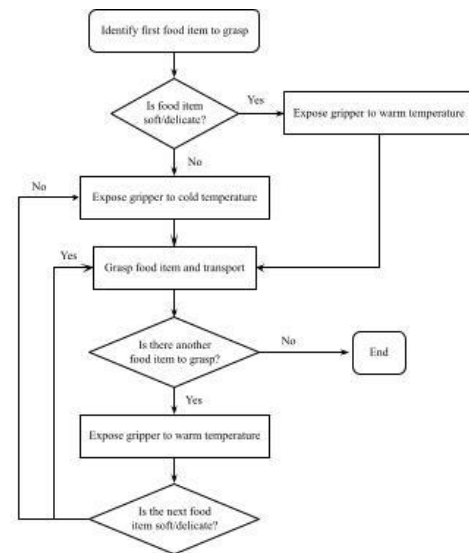 Identify first food item to grasp
Is food item
soft/delicate?
Yes
Expose gripper to warm temperature
No
No
Expose gripper to cold temperature
Yes
Grasp food item and transport
Is there another
food item to grasp?
No
End
Yes
Expose gripper to warm temperature
Is the next food
item soft/delicate?